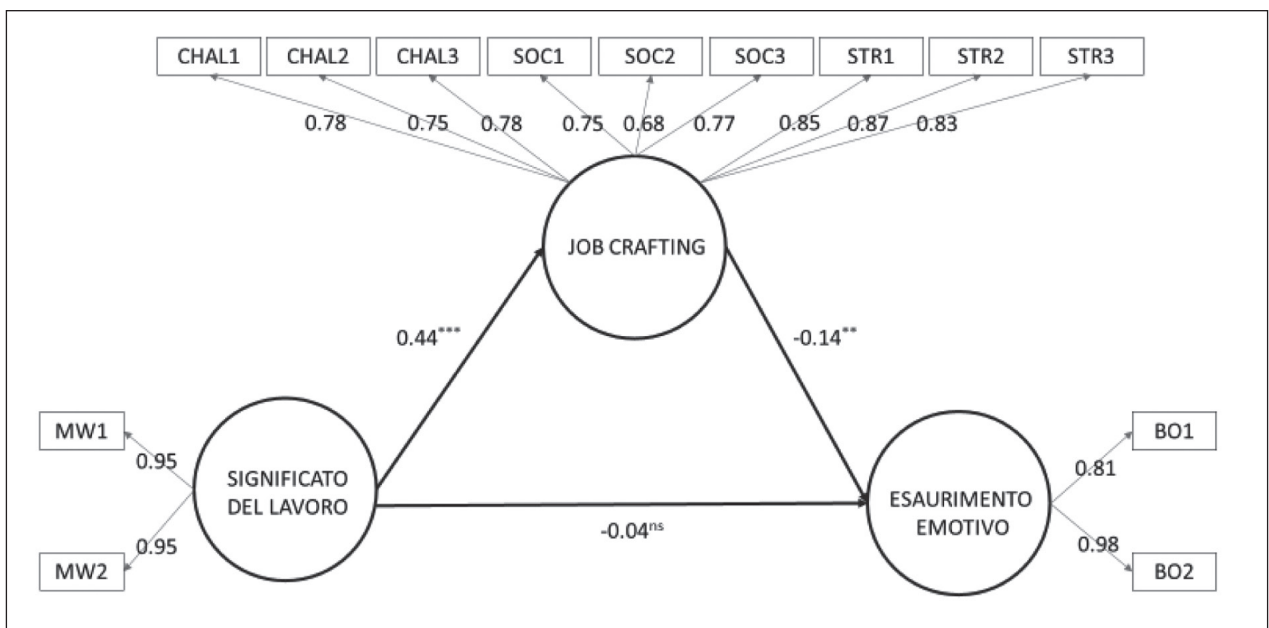 CHAL1 CHAL2 CHAL3 SOC1 SOC2 SOC3 STR1 STR2 STR3
0.78 0.75 0.78 0.75 0.68 0.77 0.85 0.87 0.83
JOB CRAFTING
0.44*** -0.14**
MW1
0.95
SIGNIFICATO
DEL LAVORO
0.95
MW2
-0.04ns
ESAURIMENTO
EMOTIVO
BO1
0.81
0.98
BO2